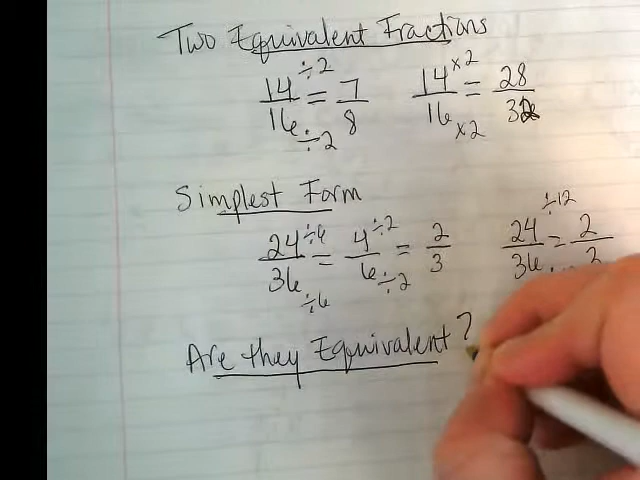 Two Equivalent Fractions
14 ÷2 / 16 ÷2 = 7 / 8   14 ×2 / 16 ×2 = 28 / 32
Simplest Form
24 ÷6 / 36 ÷6 = 4 ÷2 / 6 ÷2 = 2 / 3   24 ÷12 / 36 = 2 / 3
Are they Equivalent?